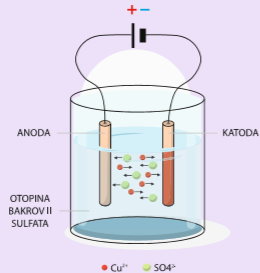 + −
ANODA
KATODA
OTOPINA
BAKROV II
SULFATA
Cu²⁺ SO4²⁻